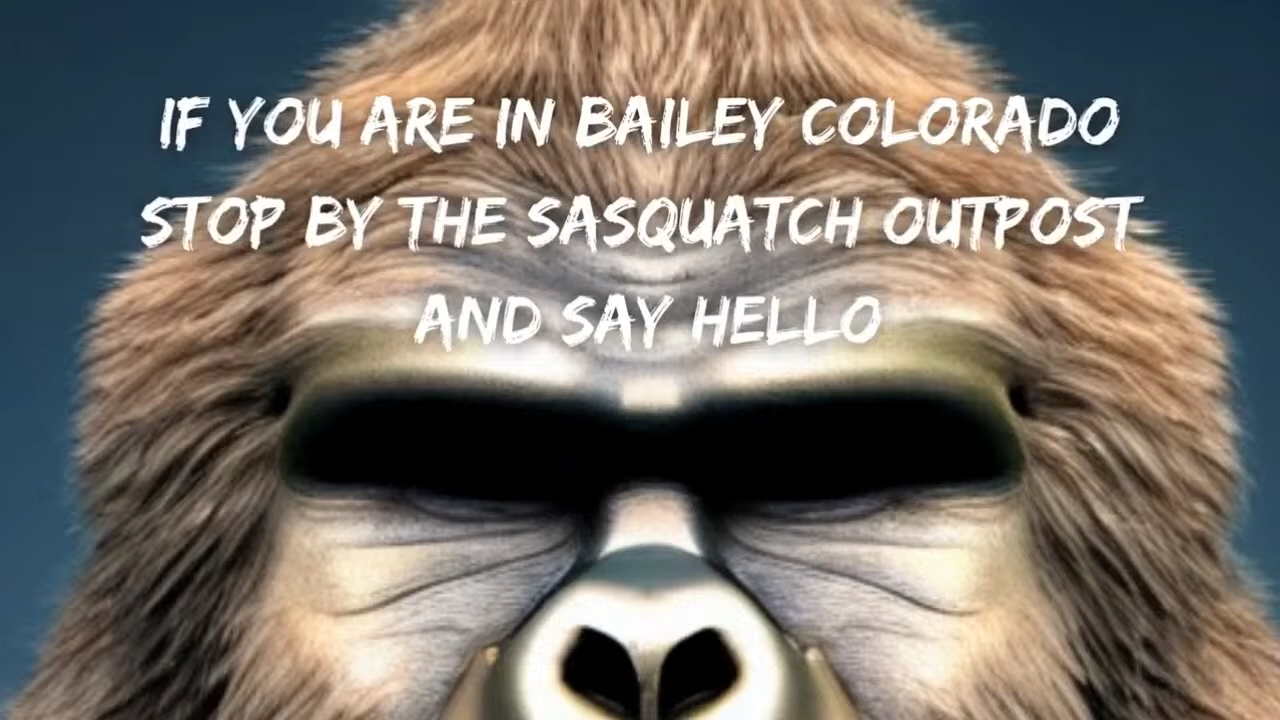 IF YOU ARE IN BAILEY COLORADO
STOP BY THE SASQUATCH OUTPOST
AND SAY HELLO